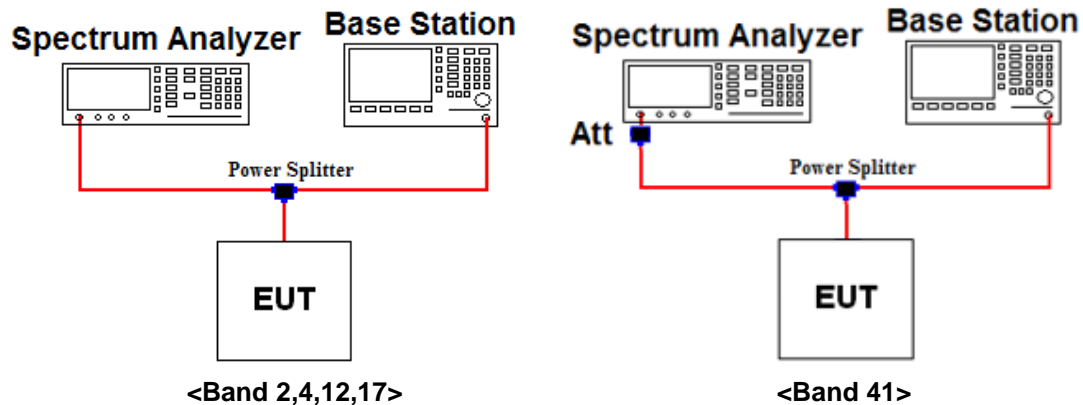 Spectrum Analyzer
Base Station
Power Splitter
EUT
<Band 2,4,12,17>
Spectrum Analyzer
Base Station
Att
Power Splitter
EUT
<Band 41>